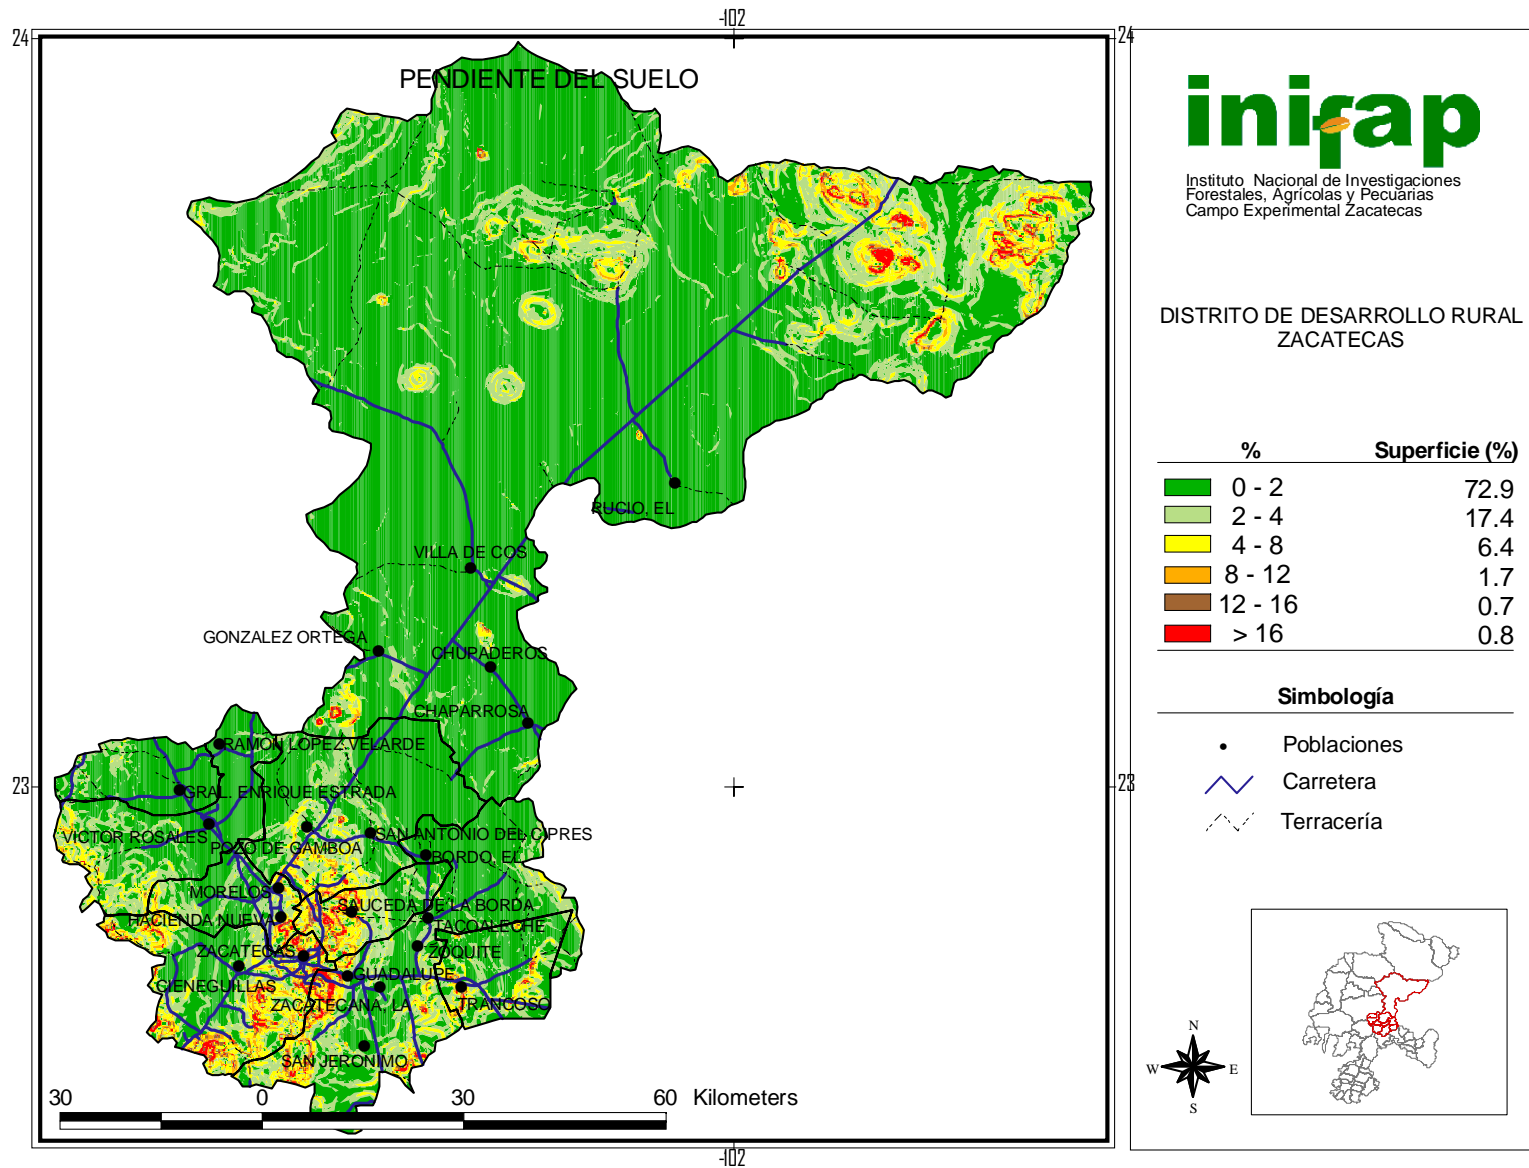 -102
24
24
PENDIENTE DEL SUELO
RUCIO, EL
VILLA DE COS
GONZALEZ ORTEGA
CHUPADEROS
CHAPARROSA
RAMON LOPEZ VELARDE
23
23
GRAL. ENRIQUE ESTRADA
VICTOR ROSALES
SAN ANTONIO DEL CIPRES
POZO DE GAMBOA
BORDO, EL
MORELOS
SAUCEDA DE LA BORDA
HACIENDA NUEVA
TACOALECHE
ZACATECAS
ZOQUITE
GUADALUPE
CIENEGUILLAS
ZACATECANA, LA
TRANCOSO
SAN JERONIMO
30 0 30 60 Kilometers
-102
inifap
Instituto Nacional de Investigaciones
Forestales, Agrícolas y Pecuarias
Campo Experimental Zacatecas
DISTRITO DE DESARROLLO RURAL
ZACATECAS
% Superficie (%)
0 - 2 72.9
2 - 4 17.4
4 - 8 6.4
8 - 12 1.7
12 - 16 0.7
> 16 0.8
Simbología
Poblaciones
Carretera
Terracería
N
W E
S